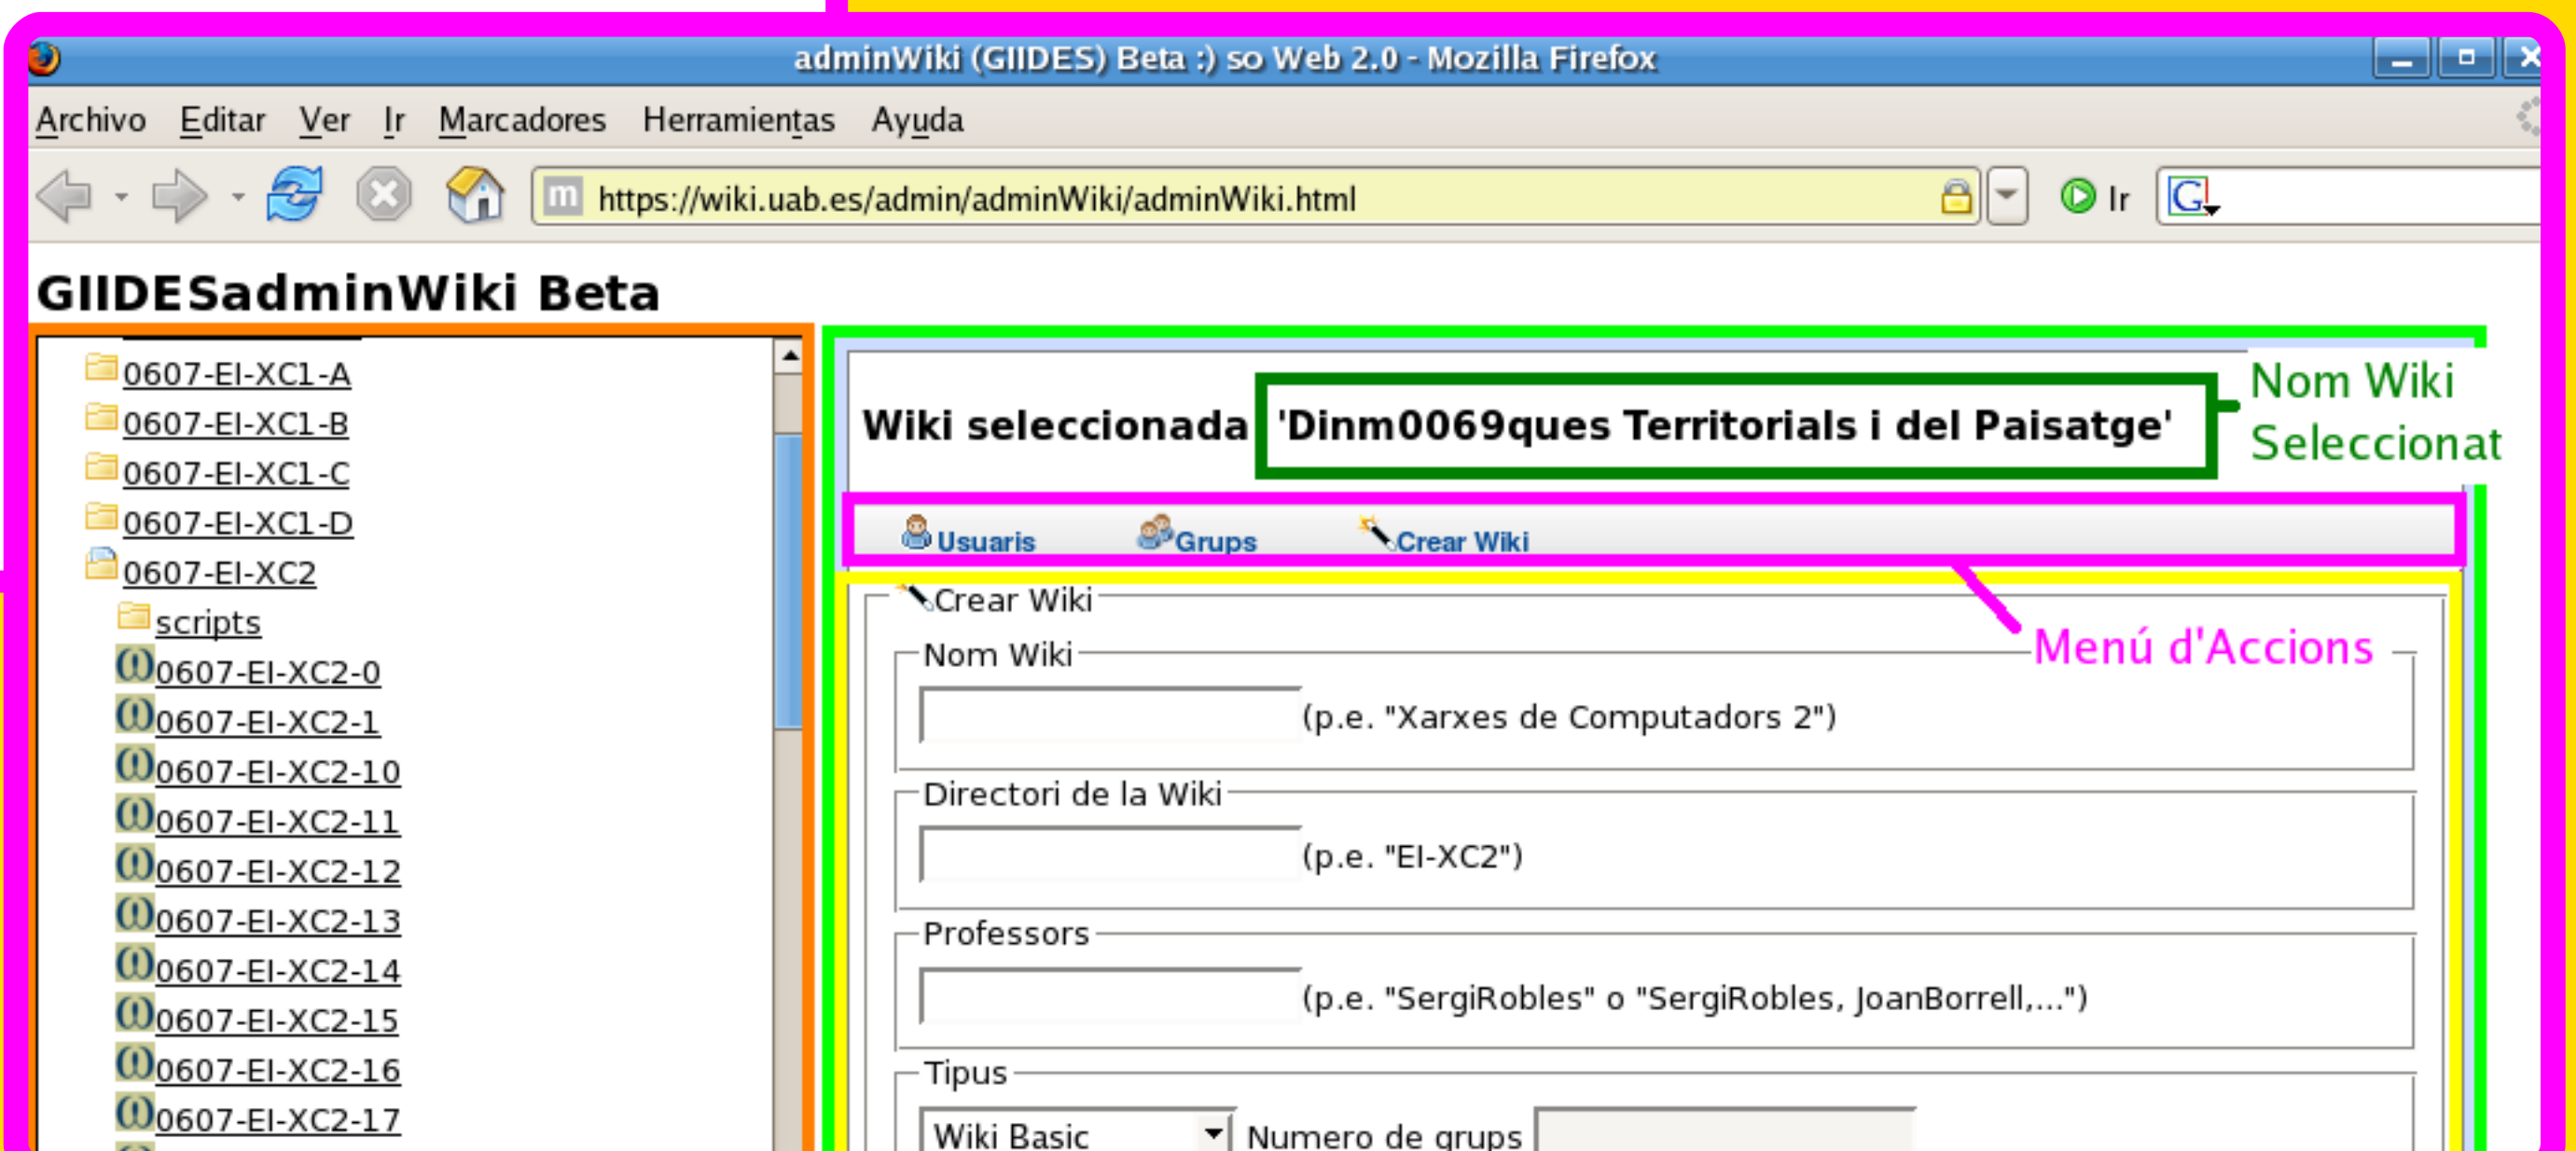 adminWiki (GIIDES) Beta :) so Web 2.0 - Mozilla Firefox
Archivo Editar Ver Ir Marcadores Herramientas Ayuda
m https://wiki.uab.es/admin/adminWiki/adminWiki.html Ir G
GIIDESadminWiki Beta
0607-EI-XC1-A
0607-EI-XC1-B
0607-EI-XC1-C
0607-EI-XC1-D
0607-EI-XC2
scripts
0607-EI-XC2-0
0607-EI-XC2-1
0607-EI-XC2-10
0607-EI-XC2-11
0607-EI-XC2-12
0607-EI-XC2-13
0607-EI-XC2-14
0607-EI-XC2-15
0607-EI-XC2-16
0607-EI-XC2-17
Wiki seleccionada 'Dinm0069ques Territorials i del Paisatge'
Nom Wiki
Seleccionat
Usuaris Grups Crear Wiki
Menú d'Accions
Crear Wiki
Nom Wiki
(p.e. "Xarxes de Computadors 2")
Directori de la Wiki
(p.e. "EI-XC2")
Professors
(p.e. "SergiRobles" o "SergiRobles, JoanBorrell,...")
Tipus
Wiki Basic Numero de grups